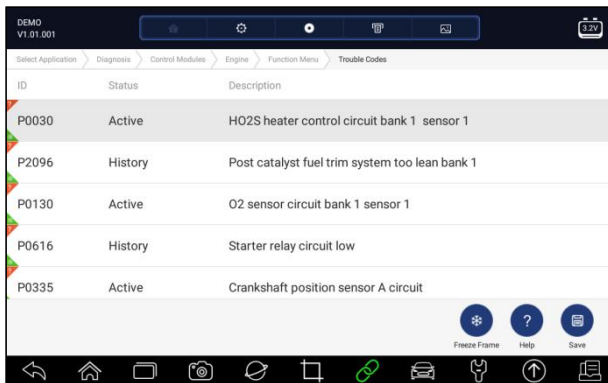 DEMO
V1.01.001
3.2V
Select Application Diagnosis Control Modules Engine Function Menu Trouble Codes
ID Status Description
P0030 Active HO2S heater control circuit bank 1 sensor 1
P2096 History Post catalyst fuel trim system too lean bank 1
P0130 Active O2 sensor circuit bank 1 sensor 1
P0616 History Starter relay circuit low
P0335 Active Crankshaft position sensor A circuit
? 
Freeze Frame Help Save